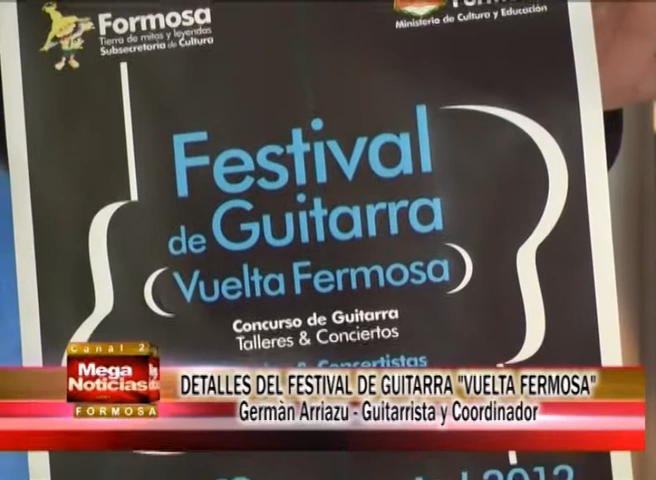 Formosa
Tierra de mitos y leyendas
Subsecretaría de Cultura
Ministerio de Cultura y Educación
Festival
de Guitarra
(Vuelta Fermosa)
Concurso de Guitarra
Talleres & Conciertos
& Concertistas
Canal 2
Mega
Noticias
FORMOSA
DETALLES DEL FESTIVAL DE GUITARRA "VUELTA FERMOSA"
Germàn Arriazu - Guitarrista y Coordinador
2012